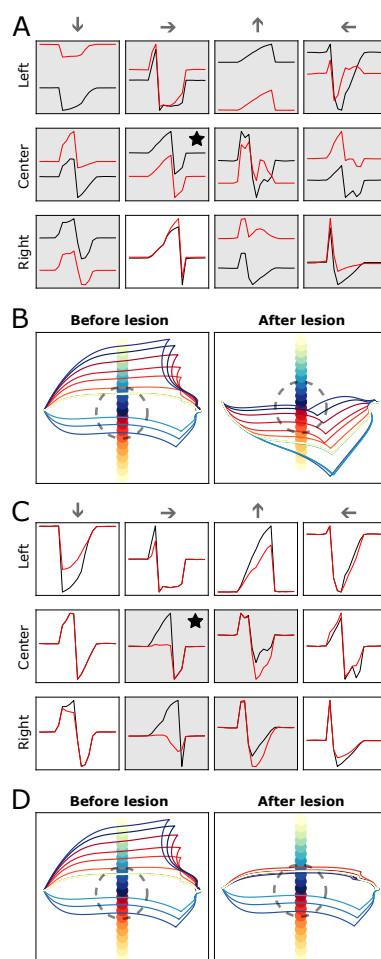 A
↓ → ↑ ←
Left
Center
Right
B
Before lesion After lesion
C
↓ → ↑ ←
Left
Center
Right
D
Before lesion After lesion